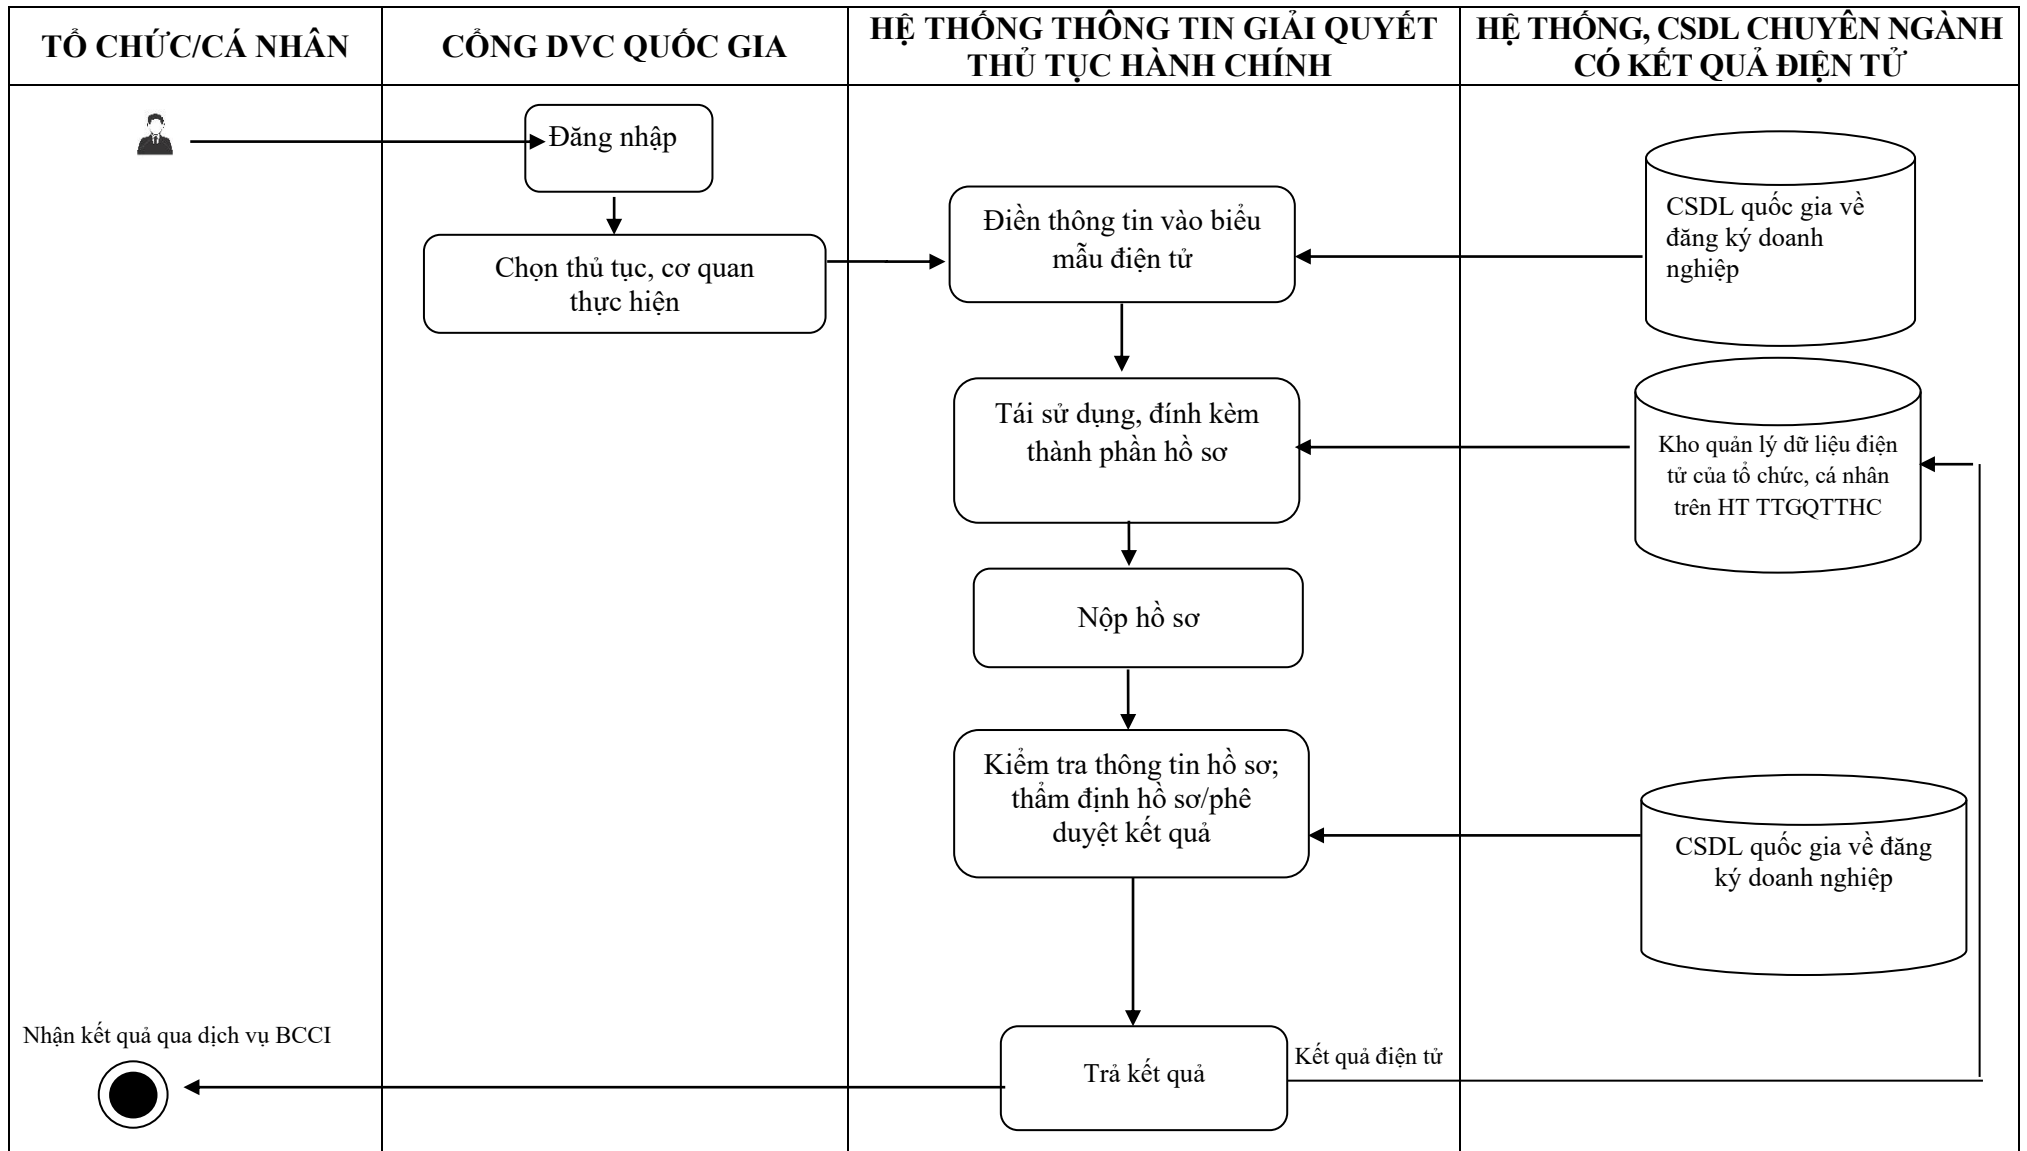 TỔ CHỨC/CÁ NHÂN
CỔNG DVC QUỐC GIA
HỆ THỐNG THÔNG TIN GIẢI QUYẾT
THỦ TỤC HÀNH CHÍNH
HỆ THỐNG, CSDL CHUYÊN NGÀNH
CÓ KẾT QUẢ ĐIỆN TỬ
Đăng nhập
Chọn thủ tục, cơ quan
thực hiện
Điền thông tin vào biểu
mẫu điện tử
CSDL quốc gia về
đăng ký doanh
nghiệp
Tái sử dụng, đính kèm
thành phần hồ sơ
Kho quản lý dữ liệu điện
tử của tổ chức, cá nhân
trên HT TTGQTTHC
Nộp hồ sơ
Kiểm tra thông tin hồ sơ;
thẩm định hồ sơ/phê
duyệt kết quả
CSDL quốc gia về đăng
ký doanh nghiệp
Nhận kết quả qua dịch vụ BCCI
Trả kết quả
Kết quả điện tử